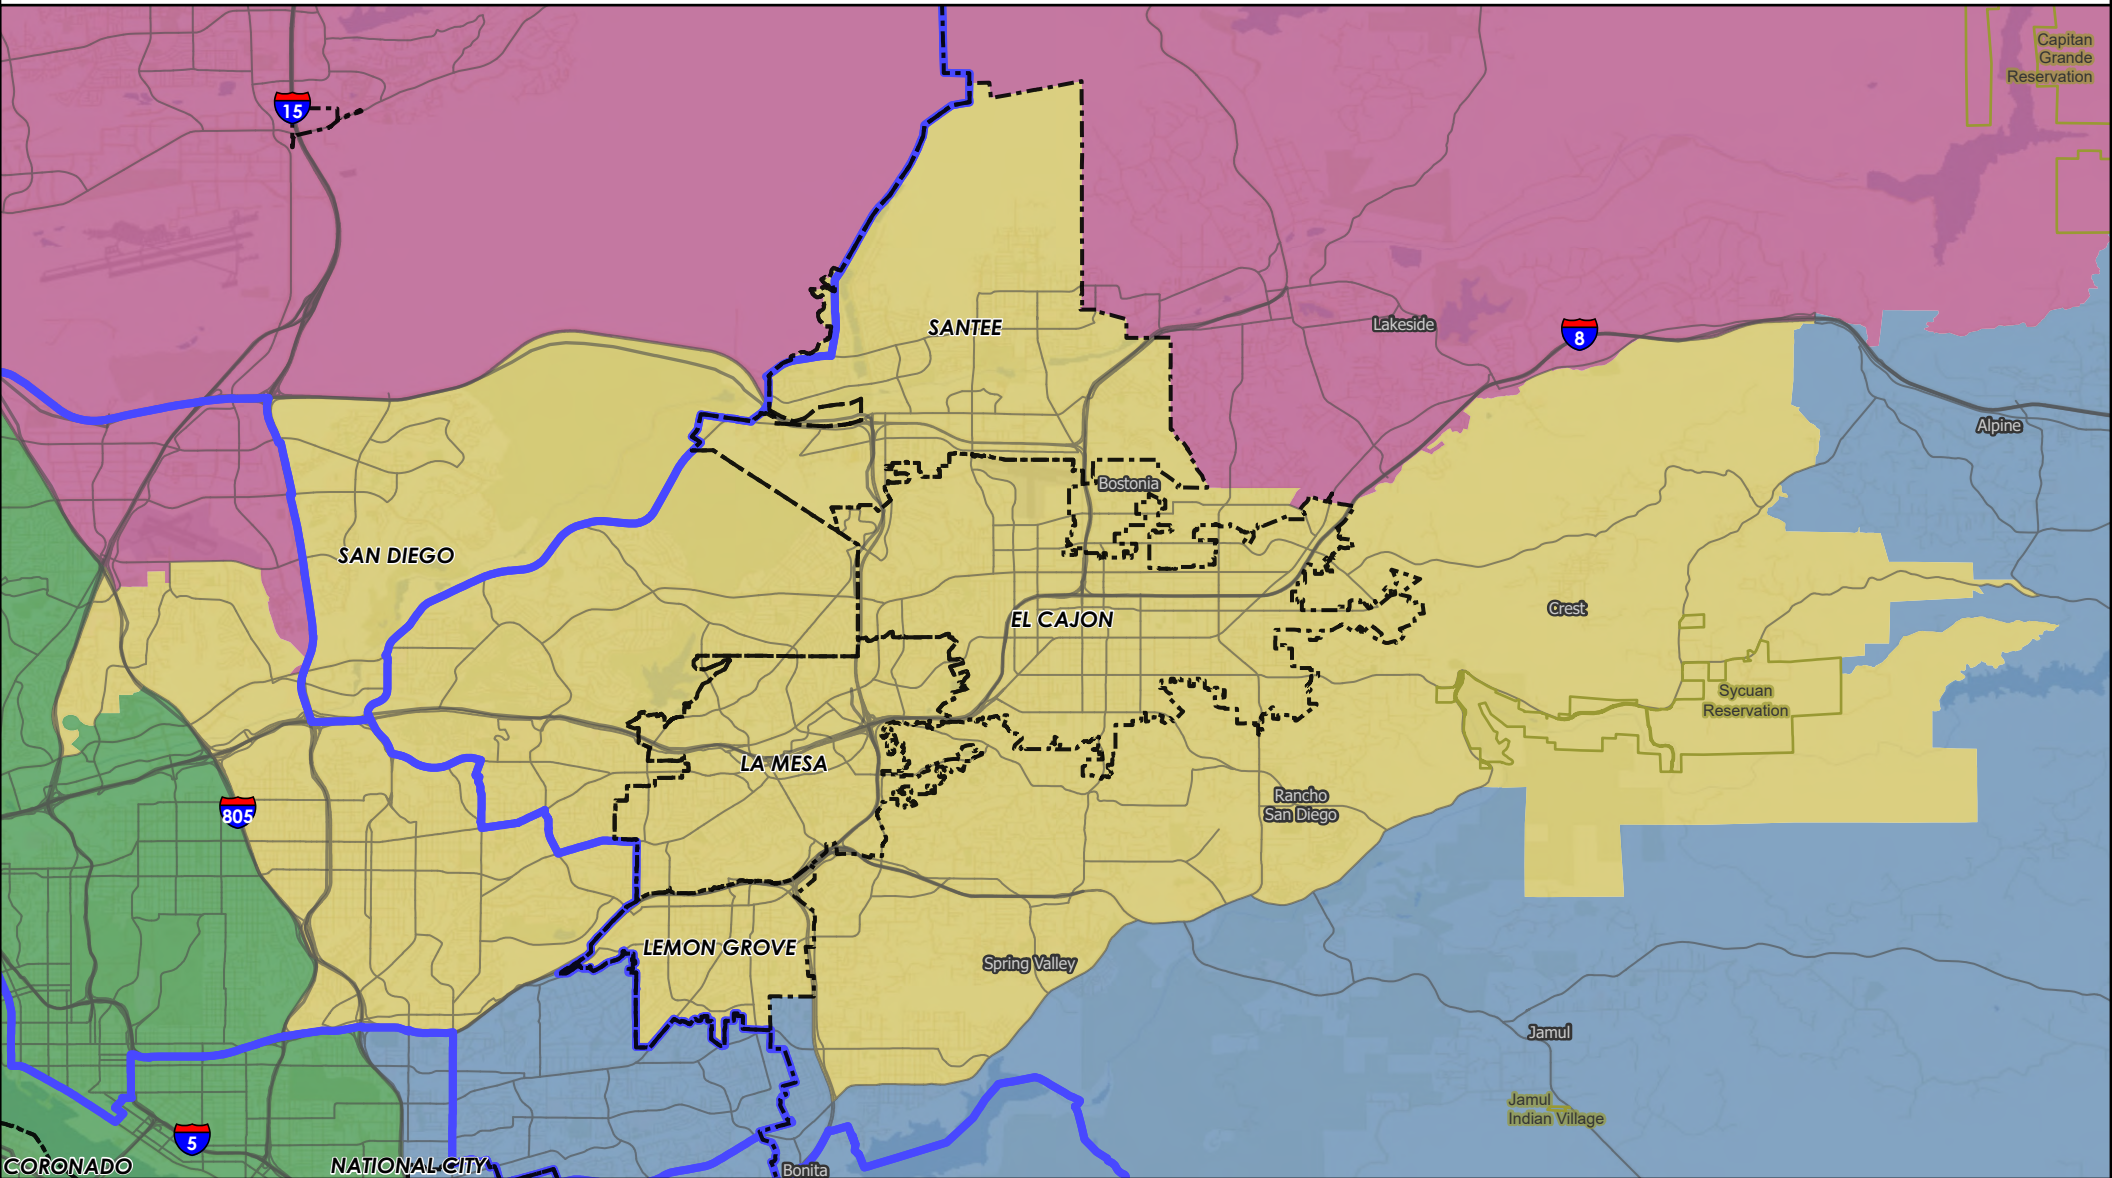 Capitan
Grande
Reservation
15
SANTEE
Lakeside
8
Alpine
Bostonia
SAN DIEGO
Crest
EL CAJON
Sycuan
Reservation
LA MESA
Rancho
San Diego
805
LEMON GROVE
Spring Valley
Jamul
Jamul
Indian Village
5
CORONADO
NATIONAL CITY
Bonita